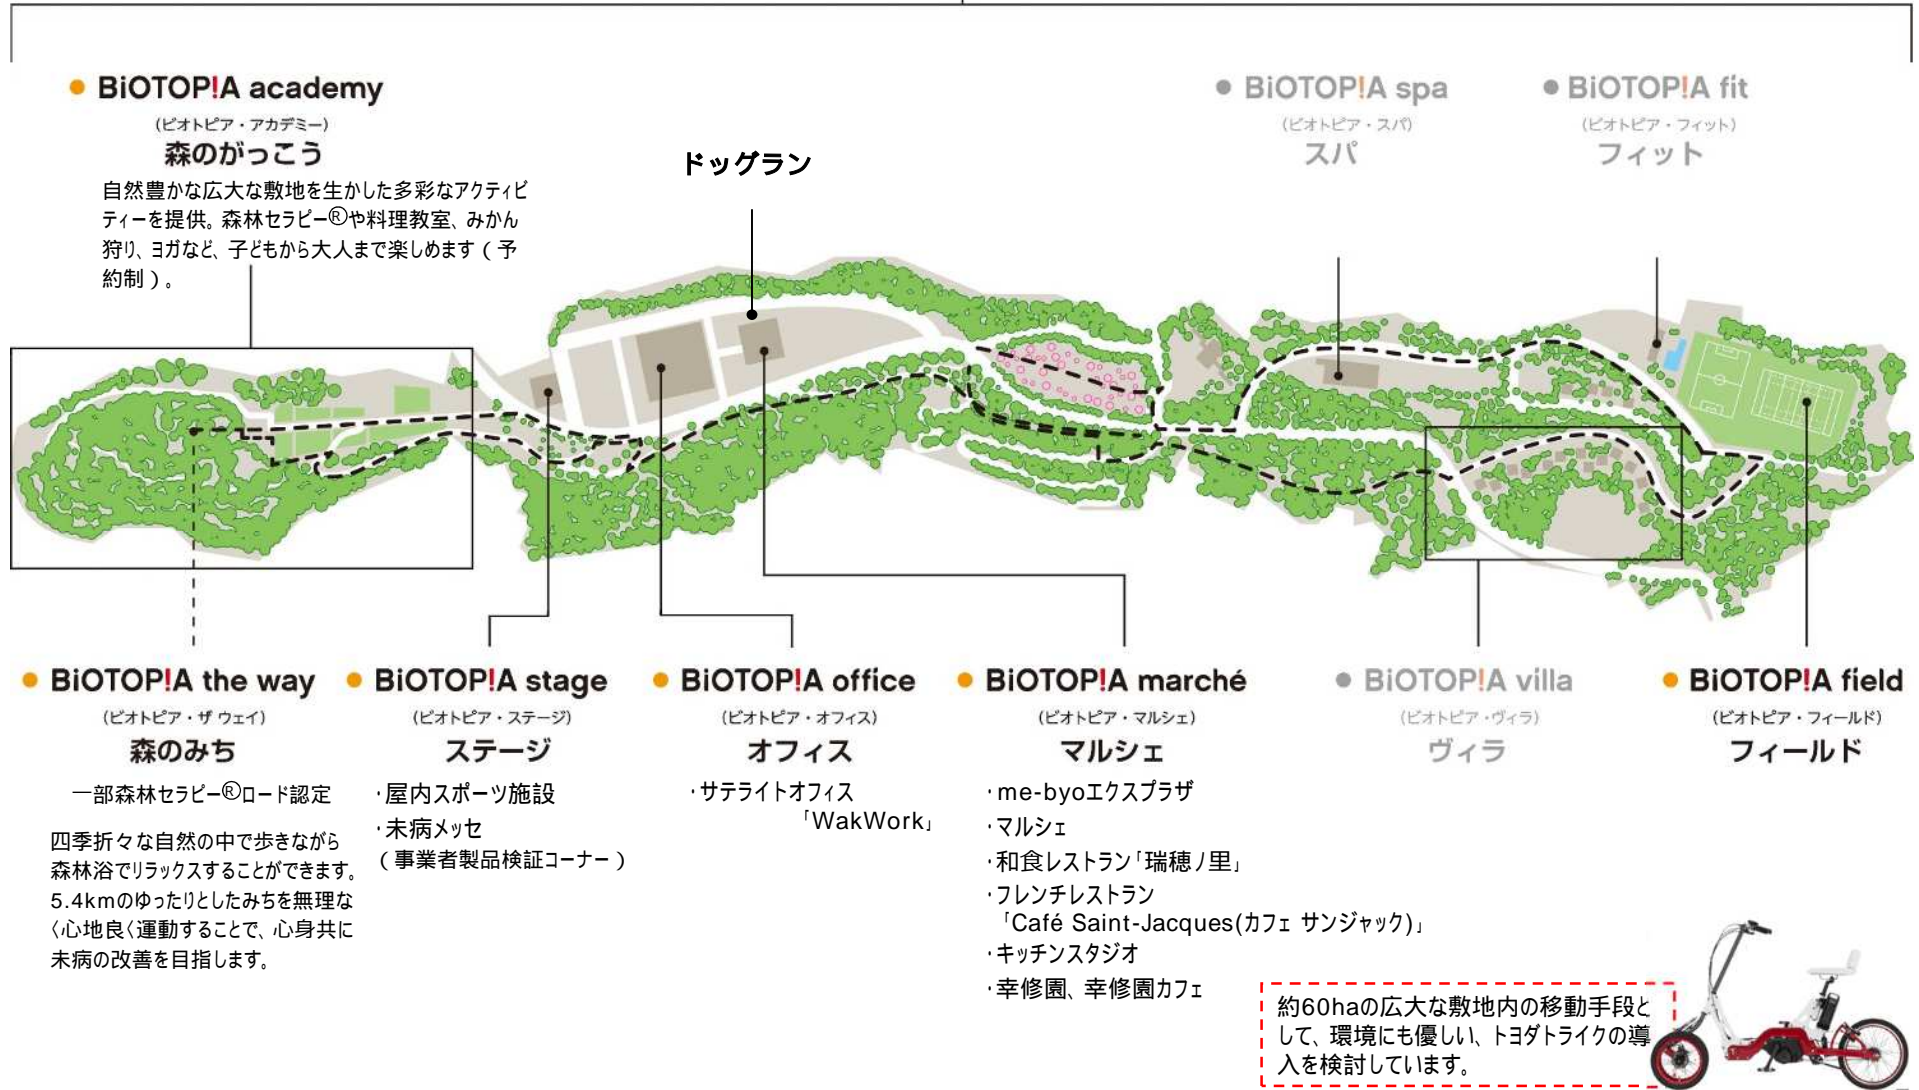 BiOTOP!A academy
(ビオトピア・アカデミー)
森のがっこう
自然豊かな広大な敷地を生かした多彩なアクティビ
ティーを提供。森林セラピー®や料理教室、みかん
狩り、ヨガなど、子どもから大人まで楽しめます(予
約制)。
ドッグラン
BiOTOP!A spa
(ビオトピア・スパ)
スパ
BiOTOP!A fit
(ビオトピア・フィット)
フィット
BiOTOP!A the way
(ビオトピア・ザ ウェイ)
森のみち
一部森林セラピー®ロード認定
四季折々な自然の中で歩きながら
森林浴でリラックスすることができます。
5.4kmのゆったりとしたみちを無理な
く心地良く運動することで、心身共に
未病の改善を目指します。
BiOTOP!A stage
(ビオトピア・ステージ)
ステージ
・屋内スポーツ施設
・未病メッセ
(事業者製品検証コーナー)
BiOTOP!A office
(ビオトピア・オフィス)
オフィス
・サテライトオフィス
「WakWork」
BiOTOP!A marché
(ビオトピア・マルシェ)
マルシェ
・me-byoエクスプラザ
・マルシェ
・和食レストラン「瑞穂ノ里」
・フレンチレストラン
「Café Saint-Jacques(カフェ サンジャック)」
・キッチンスタジオ
・幸修園、幸修園カフェ
BiOTOP!A villa
(ビオトピア・ヴィラ)
ヴィラ
BiOTOP!A field
(ビオトピア・フィールド)
フィールド
約60haの広大な敷地内の移動手段と
して、環境にも優しい、トヨダトライクの導
入を検討しています。